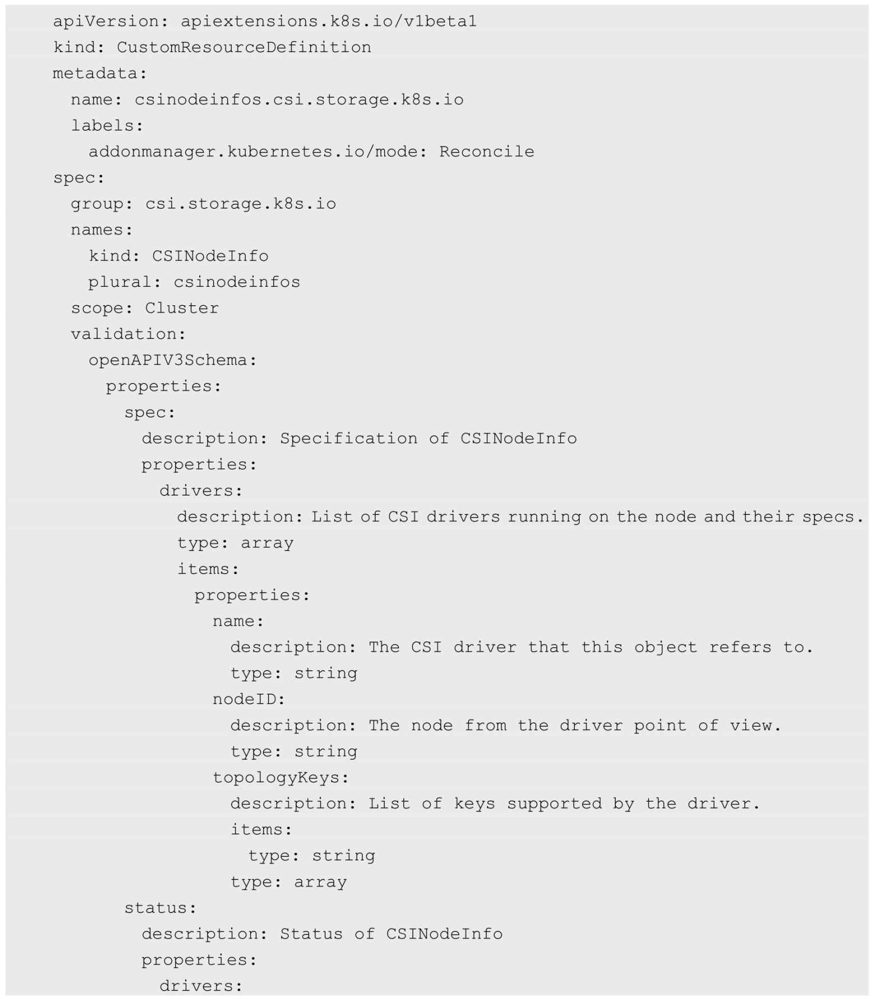 apiVersion: apiextensions.k8s.io/v1beta1
kind: CustomResourceDefinition
metadata:
  name: csinodeinfos.csi.storage.k8s.io
  labels:
    addonmanager.kubernetes.io/mode: Reconcile
spec:
  group: csi.storage.k8s.io
  names:
    kind: CSINodeInfo
    plural: csinodeinfos
  scope: Cluster
  validation:
    openAPIV3Schema:
      properties:
        spec:
          description: Specification of CSINodeInfo
          properties:
            drivers:
              description: List of CSI drivers running on the node and their specs.
              type: array
              items:
                properties:
                  name:
                    description: The CSI driver that this object refers to.
                    type: string
                  nodeID:
                    description: The node from the driver point of view.
                    type: string
                  topologyKeys:
                    description: List of keys supported by the driver.
                    items:
                      type: string
                    type: array
        status:
          description: Status of CSINodeInfo
          properties:
            drivers: